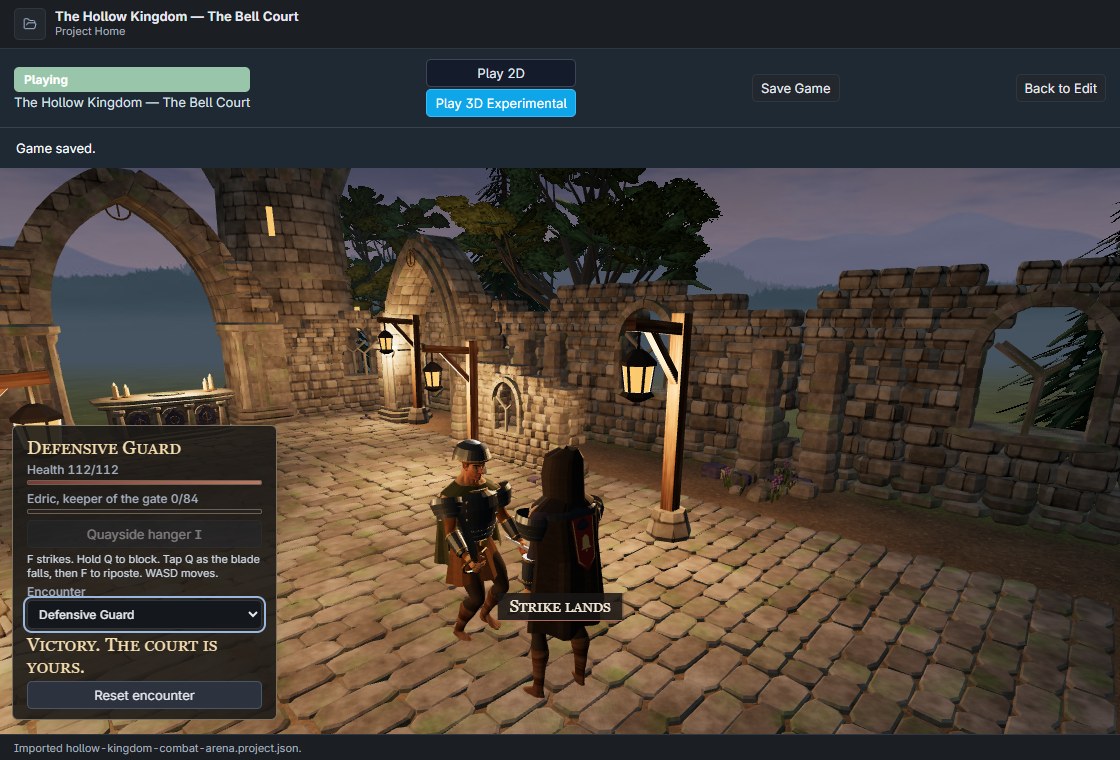 The Hollow Kingdom — The Bell Court
Project Home
Playing
The Hollow Kingdom — The Bell Court
Play 2D
Play 3D Experimental
Save Game
Back to Edit
Game saved.
Defensive Guard
Health 112/112
Edric, keeper of the gate 0/84
Quayside hanger I
F strikes. Hold Q to block. Tap Q as the blade
falls, then F to riposte. WASD moves.
Encounter
Defensive Guard
Victory. The court is
yours.
Reset encounter
Strike lands
Imported hollow-kingdom-combat-arena.project.json.